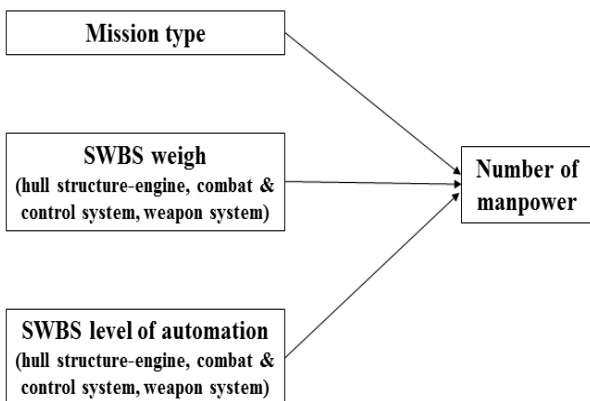 Mission type
SWBS weigh
(hull structure-engine, combat &
control system, weapon system)
Number of
manpower
SWBS level of automation
(hull structure-engine, combat &
control system, weapon system)